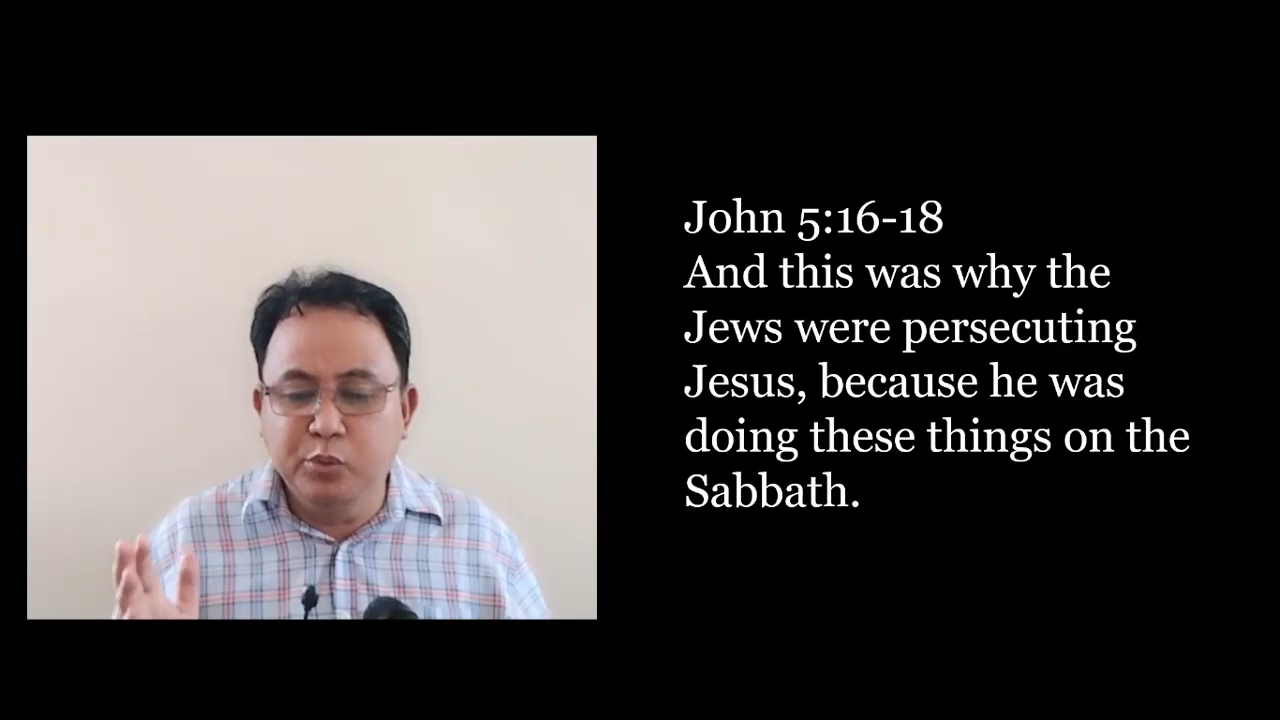 John 5:16-18
And this was why the
Jews were persecuting
Jesus, because he was
doing these things on the
Sabbath.